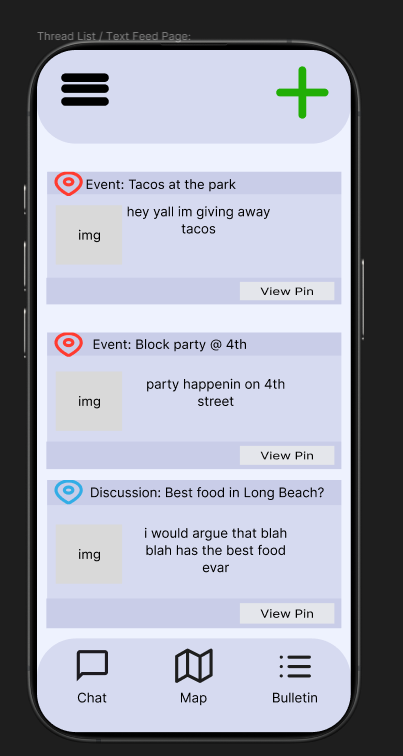 Thread List / Text Feed Page:
Event: Tacos at the park
img
hey yall im giving away
tacos
View Pin
Event: Block party @ 4th
img
party happenin on 4th
street
View Pin
Discussion: Best food in Long Beach?
img
i would argue that blah
blah has the best food
evar
View Pin
Chat
Map
Bulletin